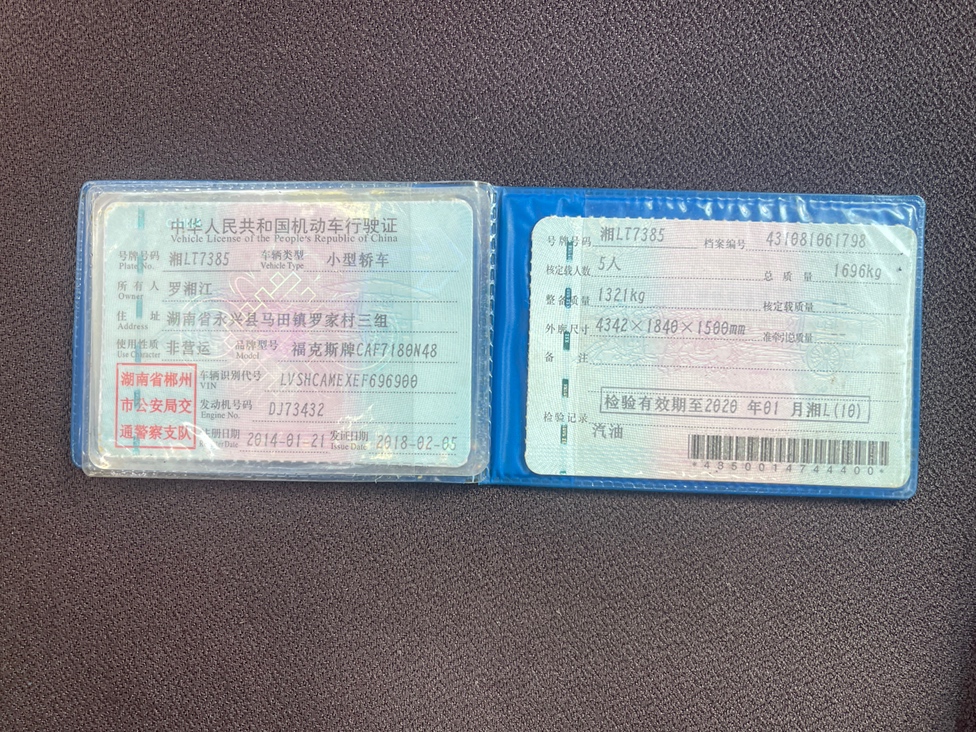 中华人民共和国机动车行驶证
Vehicle License of the People's Republic of China
号牌号码 湘LT7385 车辆类型 小型轿车
Plate No. Vehicle Type
所有人 罗湘江
Owner
住址 湖南省永兴县马田镇罗家村三组
Address
使用性质 非营运 品牌型号 福克斯牌CAF7180N48
Use Character Model
湖南省郴州
市公安局交
通警察支队
车辆识别代号 LVSHCAMEXEF696900
VIN
发动机号码 DJ73432
Engine No.
注册日期 2014-01-21 发证日期 2018-02-05
Date Issue Date
号牌号码 湘LT7385 档案编号 431081061798
核定载人数 5人 总质量 1696kg
整备质量 1321kg 核定载质量 --
外廓尺寸 4342×1840×1500mm 准牵引总质量 --
备注
检验有效期至2020年01月湘L(10)
检验记录
汽油
*4350014744400*